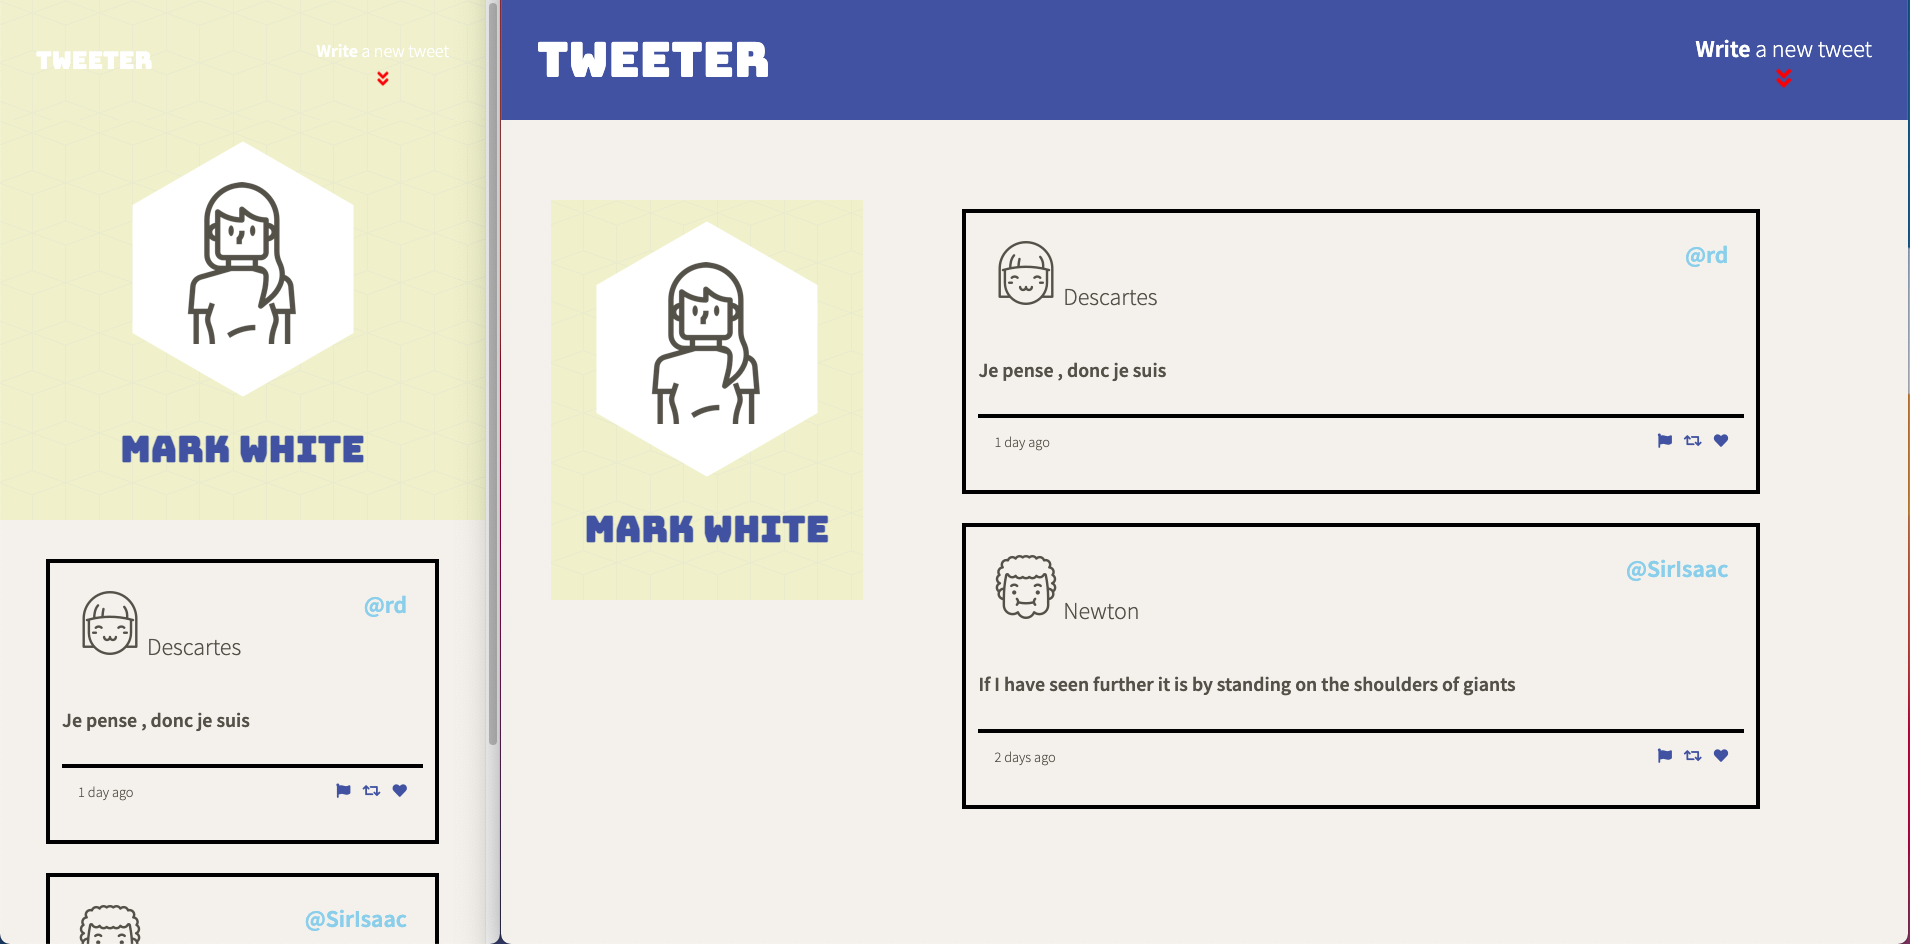 TWEETER
Write a new tweet
MARK WHITE
@rd
Descartes
Je pense , donc je suis
1 day ago
@SirIsaac
TWEETER
Write a new tweet
MARK WHITE
@rd
Descartes
Je pense , donc je suis
1 day ago
@SirIsaac
Newton
If I have seen further it is by standing on the shoulders of giants
2 days ago